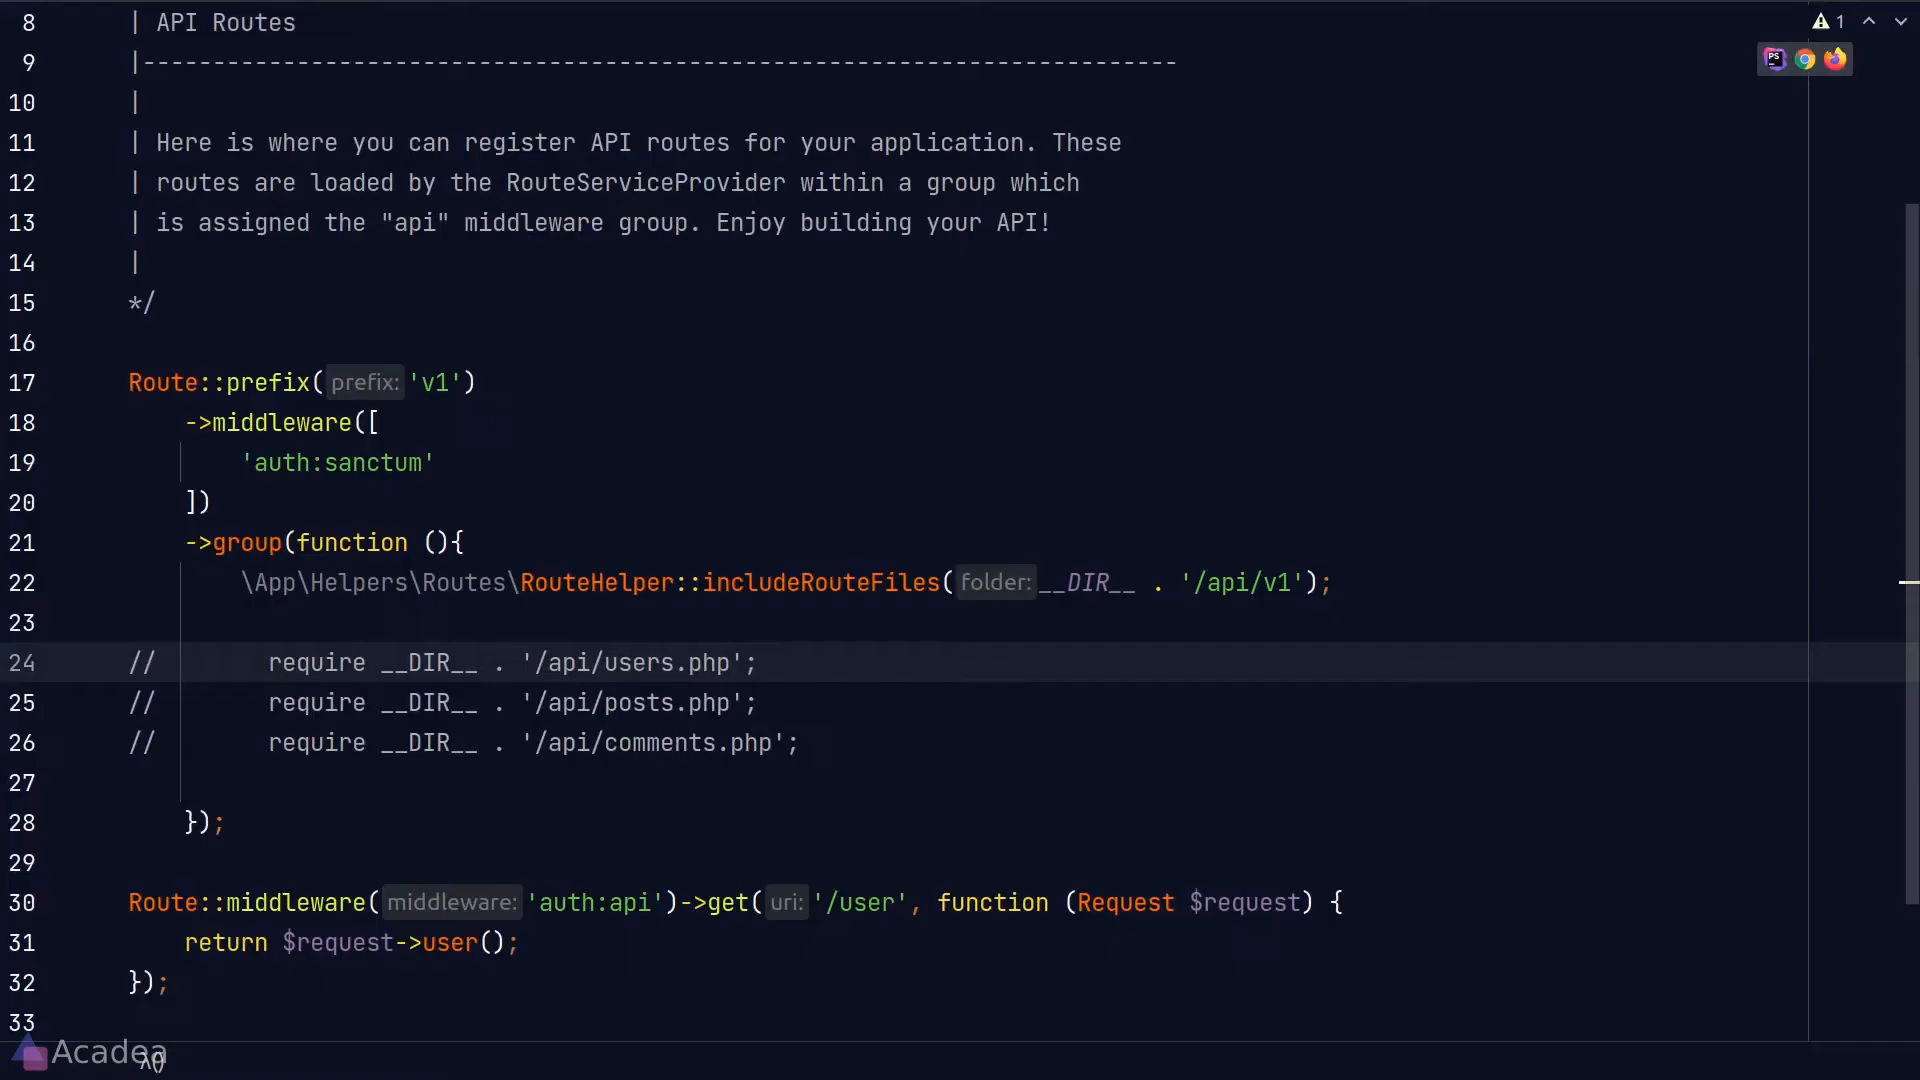 8 | API Routes
9 |--------------------------------------------------------------------------
10 |
11 | Here is where you can register API routes for your application. These
12 | routes are loaded by the RouteServiceProvider within a group which
13 | is assigned the "api" middleware group. Enjoy building your API!
14 |
15 */
16
17 Route::prefix( prefix: 'v1')
18 ->middleware([
19 'auth:sanctum'
20 ])
21 ->group(function (){
22 \App\Helpers\Routes\RouteHelper::includeRouteFiles( folder: __DIR__ . '/api/v1');
23
24 // require __DIR__ . '/api/users.php';
25 // require __DIR__ . '/api/posts.php';
26 // require __DIR__ . '/api/comments.php';
27
28 });
29
30 Route::middleware( middleware: 'auth:api')->get( uri: '/user', function (Request $request) {
31 return $request->user();
32 });
33
1
PS
Acadea
λ()